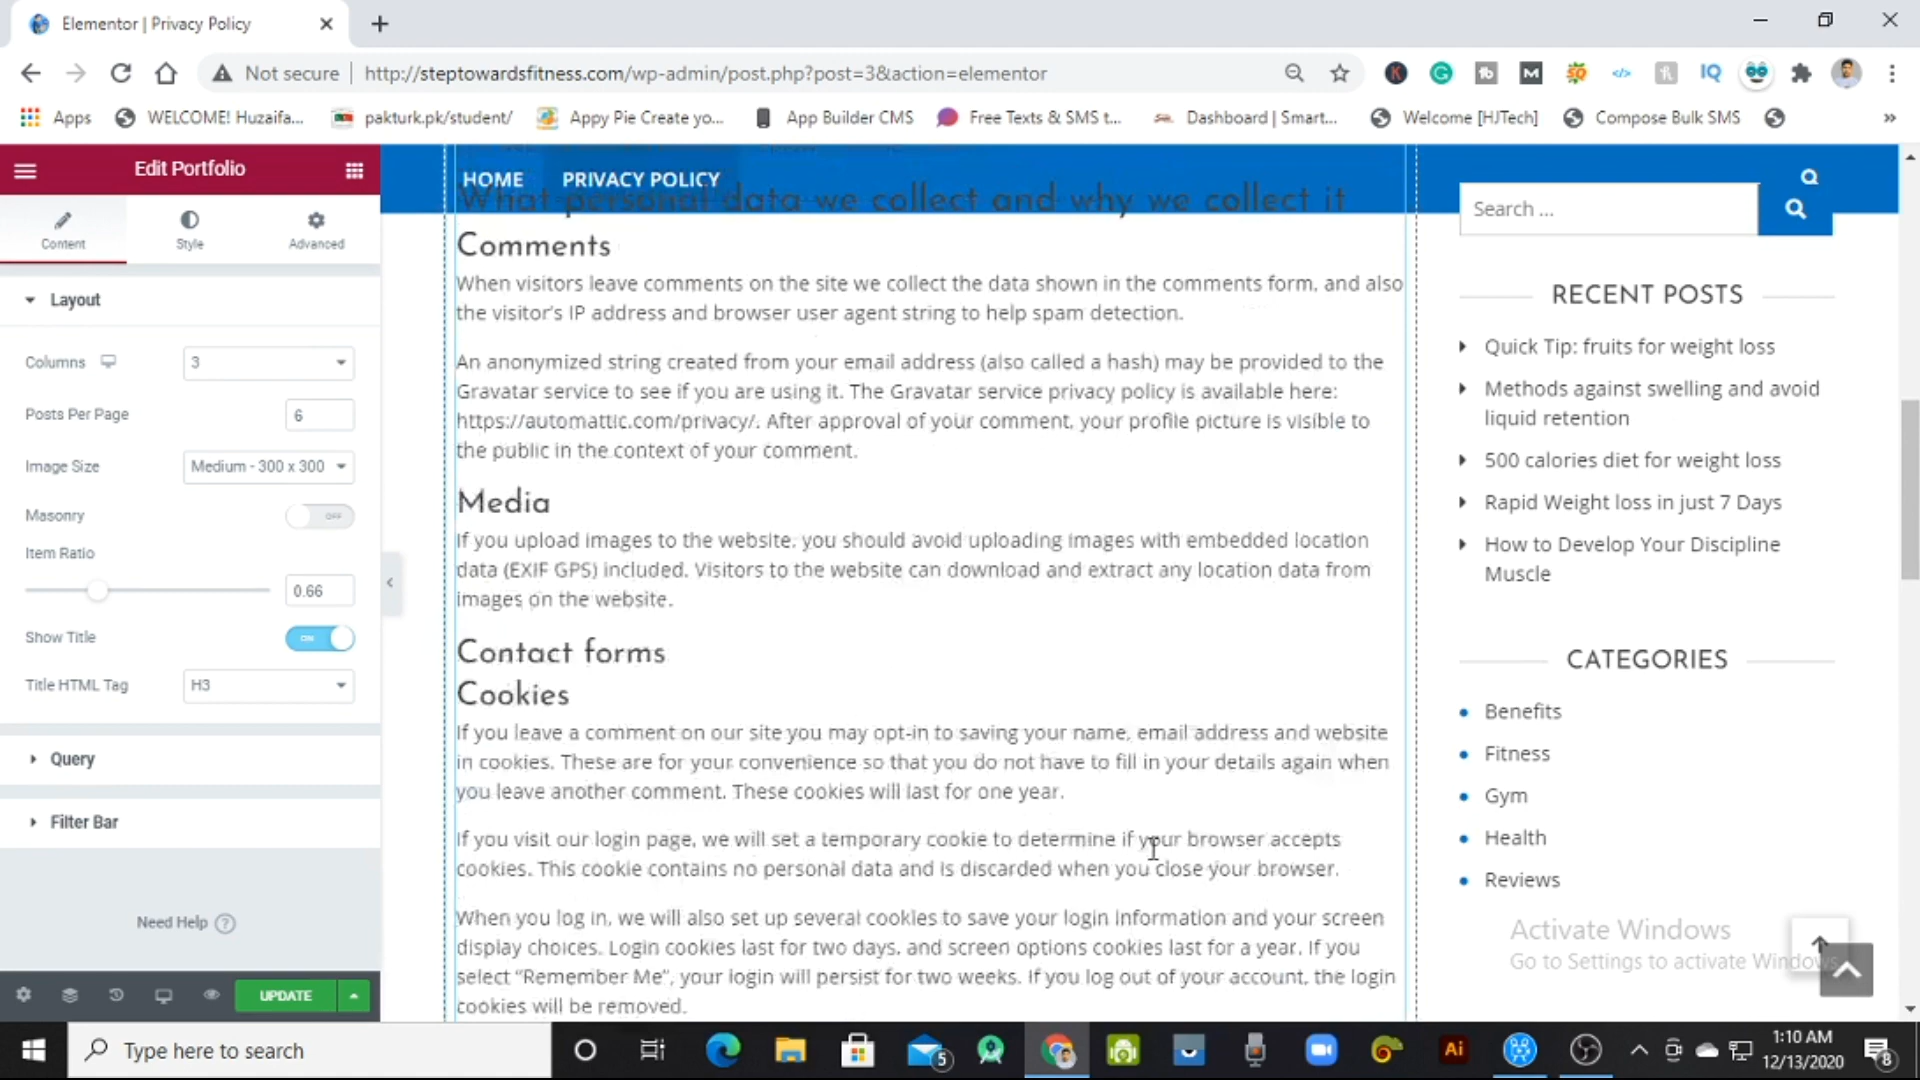 Elementor | Privacy Policy
Not secure
http://steptowardsfitness.com/wp-admin/post.php?post=3&action=elementor
Apps
WELCOME! Huzaifa...
pakturk.pk/student/
Appy Pie Create yo...
App Builder CMS
Free Texts & SMS t...
Dashboard | Smart...
Welcome [HJTech]
Compose Bulk SMS
Edit Portfolio
Content
Style
Advanced
Layout
Columns
3
Posts Per Page
6
Image Size
Medium - 300 x 300
Masonry
OFF
Item Ratio
0.66
Show Title
ON
Title HTML Tag
H3
Query
Filter Bar
Need Help
UPDATE
HOME
PRIVACY POLICY
What personal data we collect and why we collect it
Comments
When visitors leave comments on the site we collect the data shown in the comments form, and also
the visitor's IP address and browser user agent string to help spam detection.
An anonymized string created from your email address (also called a hash) may be provided to the
Gravatar service to see if you are using it. The Gravatar service privacy policy is available here:
https://automattic.com/privacy/. After approval of your comment, your profile picture is visible to
the public in the context of your comment.
Media
If you upload images to the website, you should avoid uploading images with embedded location
data (EXIF GPS) included. Visitors to the website can download and extract any location data from
images on the website.
Contact forms
Cookies
If you leave a comment on our site you may opt-in to saving your name, email address and website
in cookies. These are for your convenience so that you do not have to fill in your details again when
you leave another comment. These cookies will last for one year.
If you visit our login page, we will set a temporary cookie to determine if your browser accepts
cookies. This cookie contains no personal data and is discarded when you close your browser.
When you log in, we will also set up several cookies to save your login information and your screen
display choices. Login cookies last for two days, and screen options cookies last for a year. If you
select “Remember Me”, your login will persist for two weeks. If you log out of your account, the login
cookies will be removed.
Search ...
RECENT POSTS
Quick Tip: fruits for weight loss
Methods against swelling and avoid
liquid retention
500 calories diet for weight loss
Rapid Weight loss in just 7 Days
How to Develop Your Discipline
Muscle
CATEGORIES
Benefits
Fitness
Gym
Health
Reviews
Activate Windows
Go to Settings to activate Windows.
Type here to search
5
Ai
1:10 AM
12/13/2020
8